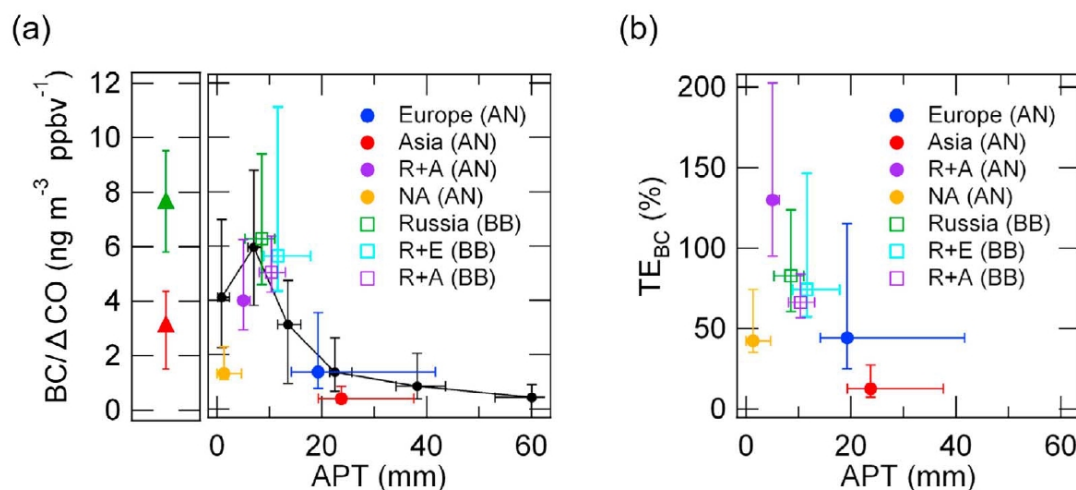 (a)
BC/Δ CO (ng m⁻³ ppbv⁻¹)
12
10
8
6
4
2
0
Europe (AN)
Asia (AN)
R+A (AN)
NA (AN)
Russia (BB)
R+E (BB)
R+A (BB)
0 20 40 60
APT (mm)
(b)
TE_BC (%)
200
150
100
50
0
Europe (AN)
Asia (AN)
R+A (AN)
NA (AN)
Russia (BB)
R+E (BB)
R+A (BB)
0 20 40 60
APT (mm)